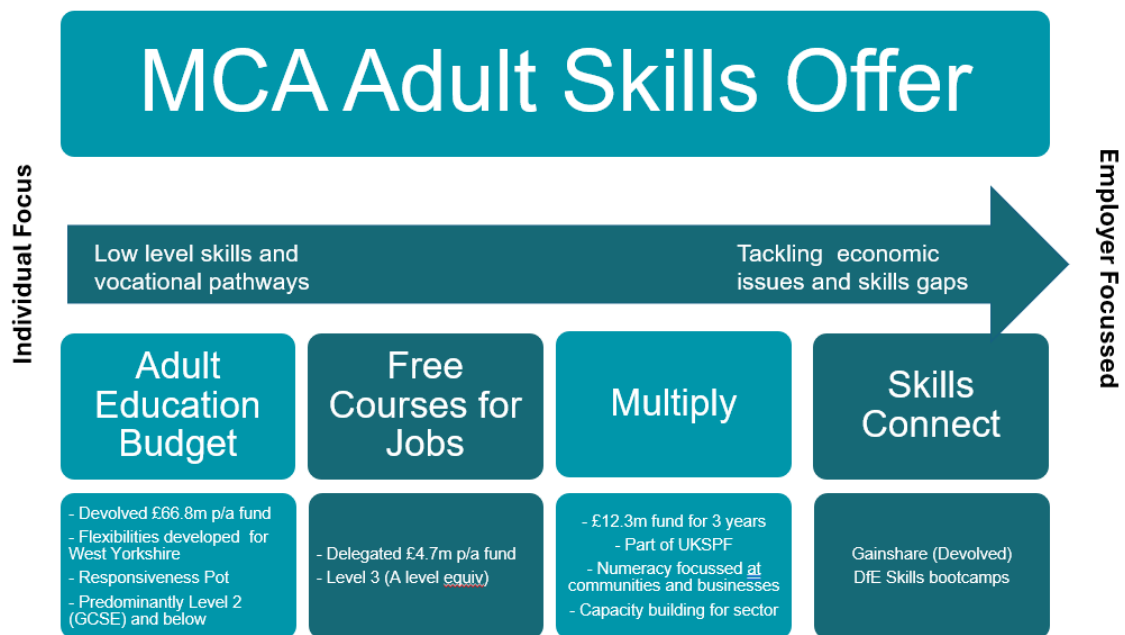 MCA Adult Skills Offer
Individual Focus
Employer Focussed
Low level skills and
vocational pathways
Tackling economic
issues and skills gaps
Adult
Education
Budget
Free
Courses for
Jobs
Multiply
Skills
Connect
- Devolved £66.8m p/a fund
- Flexibilities developed for
West Yorkshire
- Responsiveness Pot
- Predominantly Level 2
(GCSE) and below
- Delegated £4.7m p/a fund
- Level 3 (A level equiv)
- £12.3m fund for 3 years
- Part of UKSPF
- Numeracy focussed at
communities and businesses
- Capacity building for sector
Gainshare (Devolved)
DfE Skills bootcamps